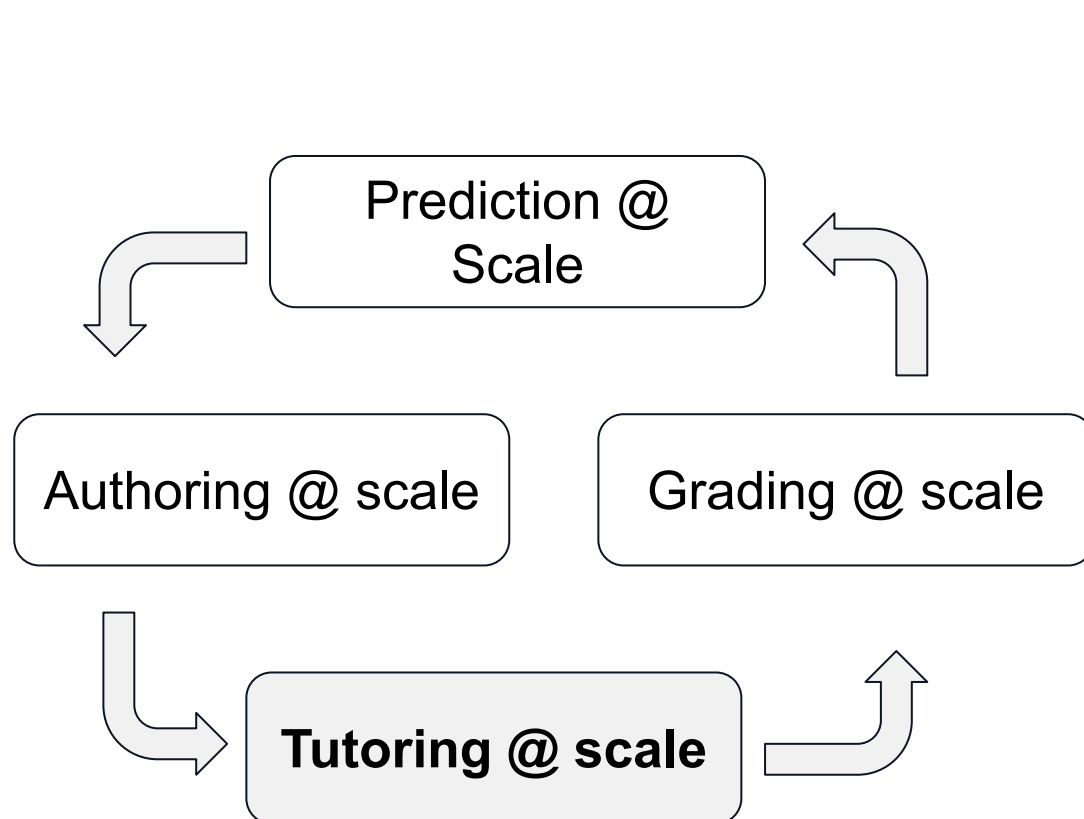 Prediction @
Scale
Authoring @ scale
Grading @ scale
Tutoring @ scale